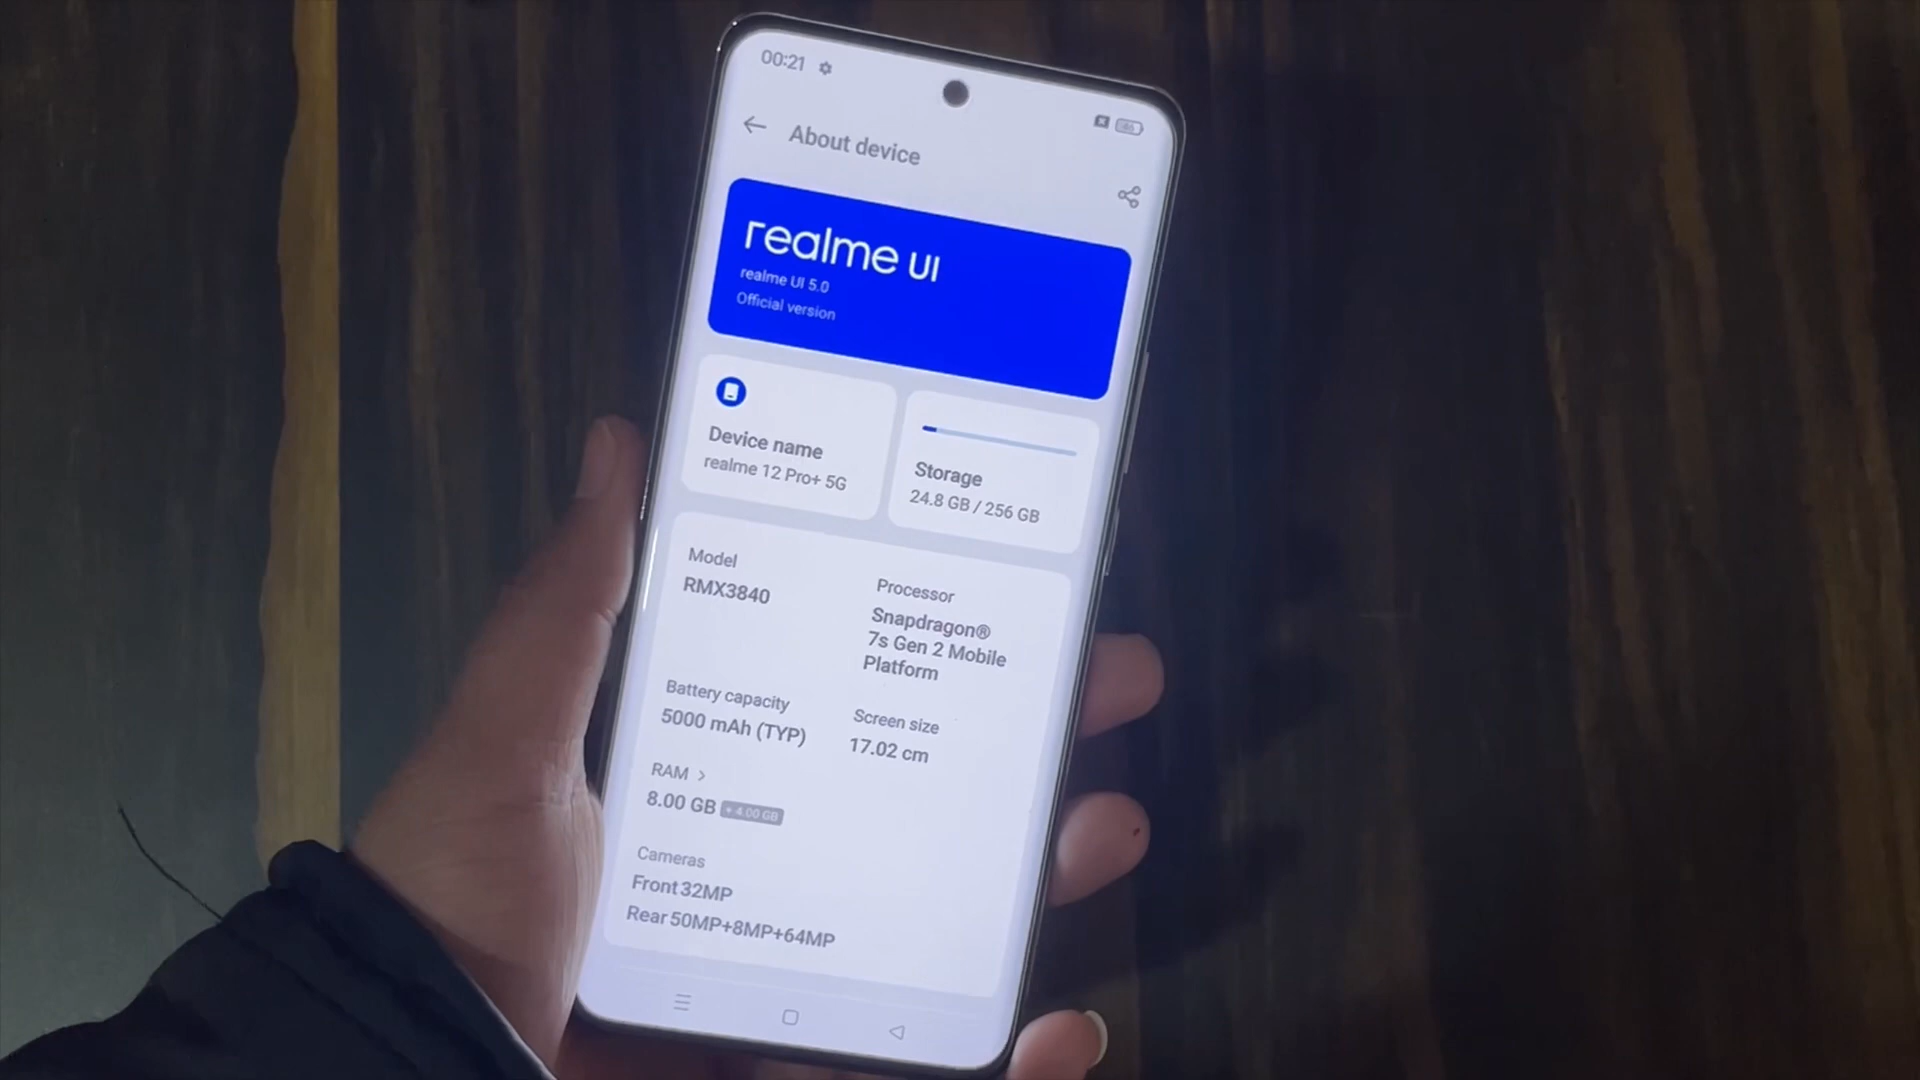 00:21
About device
realme UI
realme UI 5.0
Official version
Device name
realme 12 Pro+ 5G
Storage
24.8 GB / 256 GB
Model
RMX3840
Processor
Snapdragon®
7s Gen 2 Mobile
Platform
Battery capacity
5000 mAh (TYP)
Screen size
17.02 cm
RAM >
8.00 GB + 4.00 GB
Cameras
Front 32MP
Rear 50MP+8MP+64MP